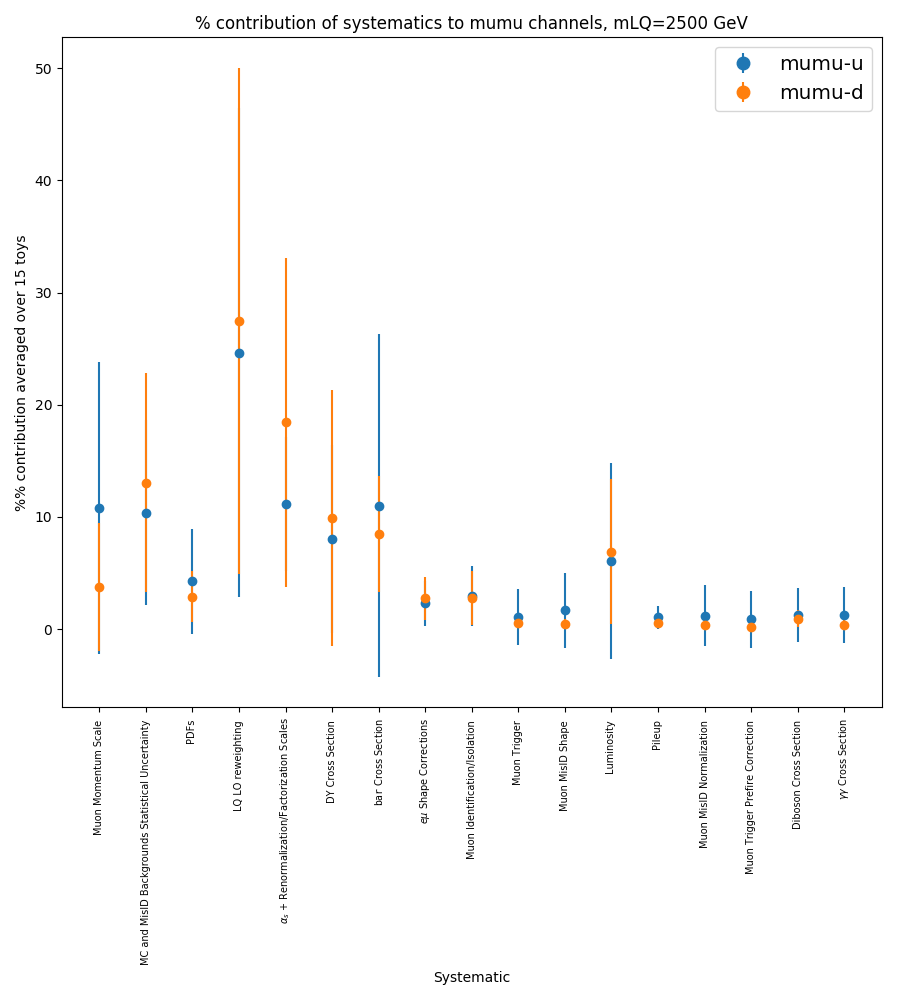 % contribution of systematics to mumu channels, mLQ=2500 GeV
mumu-u
mumu-d
%% contribution averaged over 15 toys
50
40
30
20
10
0
Muon Momentum Scale
MC and MisID Backgrounds Statistical Uncertainty
PDFs
LQ LO reweighting
αs + Renormalization/Factorization Scales
DY Cross Section
bar Cross Section
eμ Shape Corrections
Muon Identification/Isolation
Muon Trigger
Muon MisID Shape
Luminosity
Pileup
Muon MisID Normalization
Muon Trigger Prefire Correction
Diboson Cross Section
γγ Cross Section
Systematic